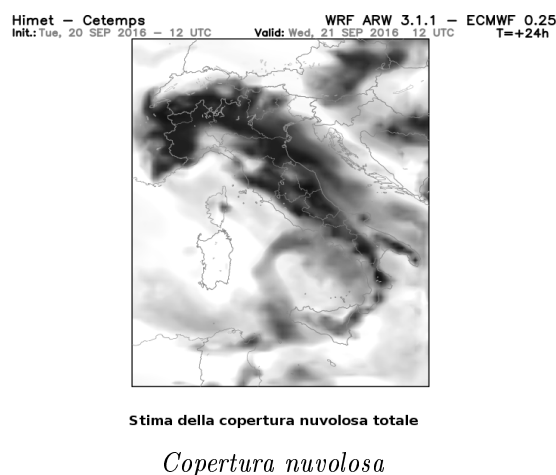 Himet – Cetemps WRF ARW 3.1.1 – ECMWF 0.25
Init.: Tue, 20 SEP 2016 – 12 UTC Valid: Wed, 21 SEP 2016 12 UTC T=+24h
Stima della copertura nuvolosa totale
Copertura nuvolosa